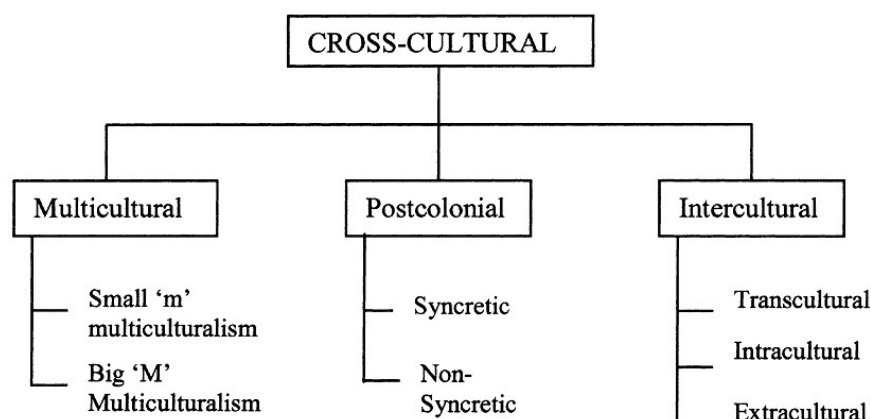 CROSS-CULTURAL
Multicultural
Postcolonial
Intercultural
Small ‘m’
multiculturalism
Big ‘M’
Multiculturalism
Syncretic
Non-
Syncretic
Transcultural
Intracultural
Extracultural